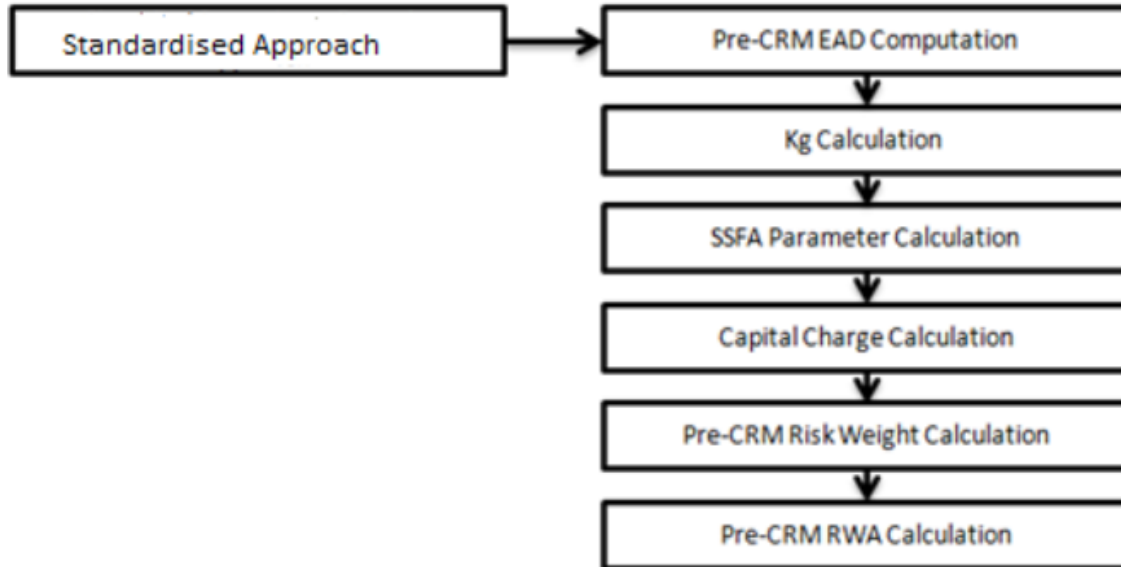 Standardised Approach
Pre-CRM EAD Computation
Kg Calculation
SSFA Parameter Calculation
Capital Charge Calculation
Pre-CRM Risk Weight Calculation
Pre-CRM RWA Calculation